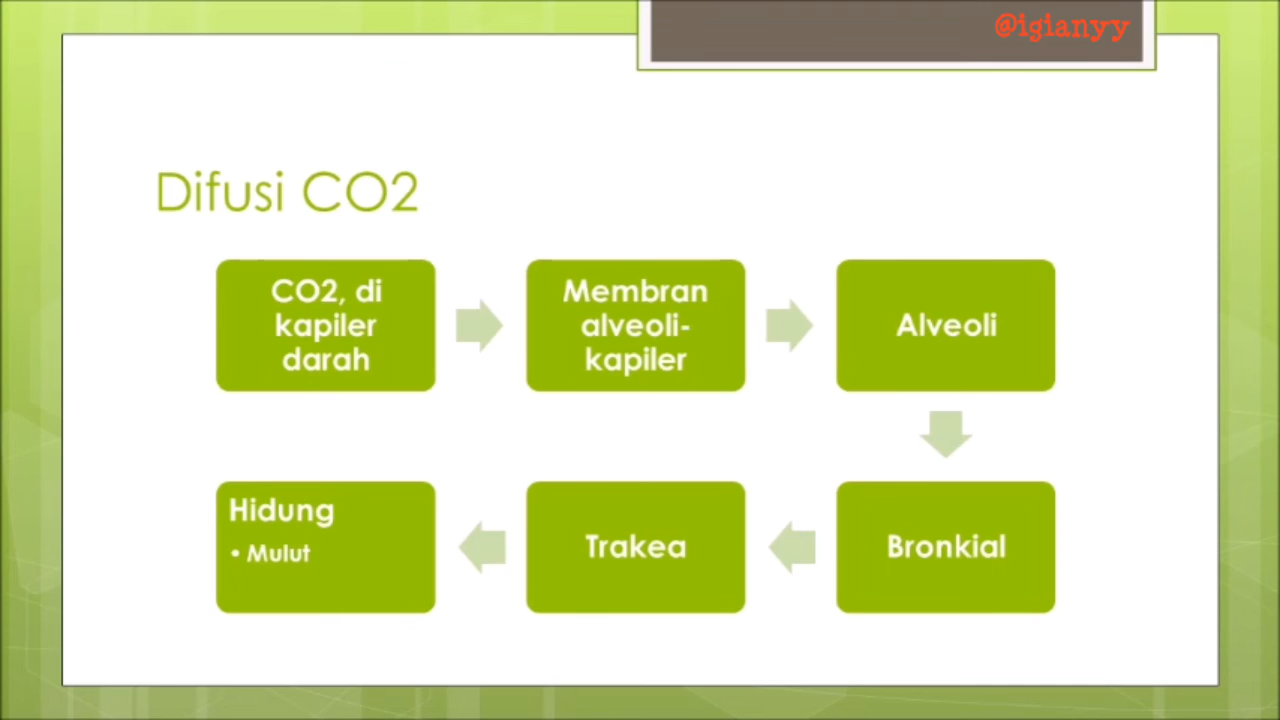 @igianyy
Difusi CO2
CO2, di
kapiler
darah
Membran
alveoli-
kapiler
Alveoli
Bronkial
Trakea
Hidung
• Mulut